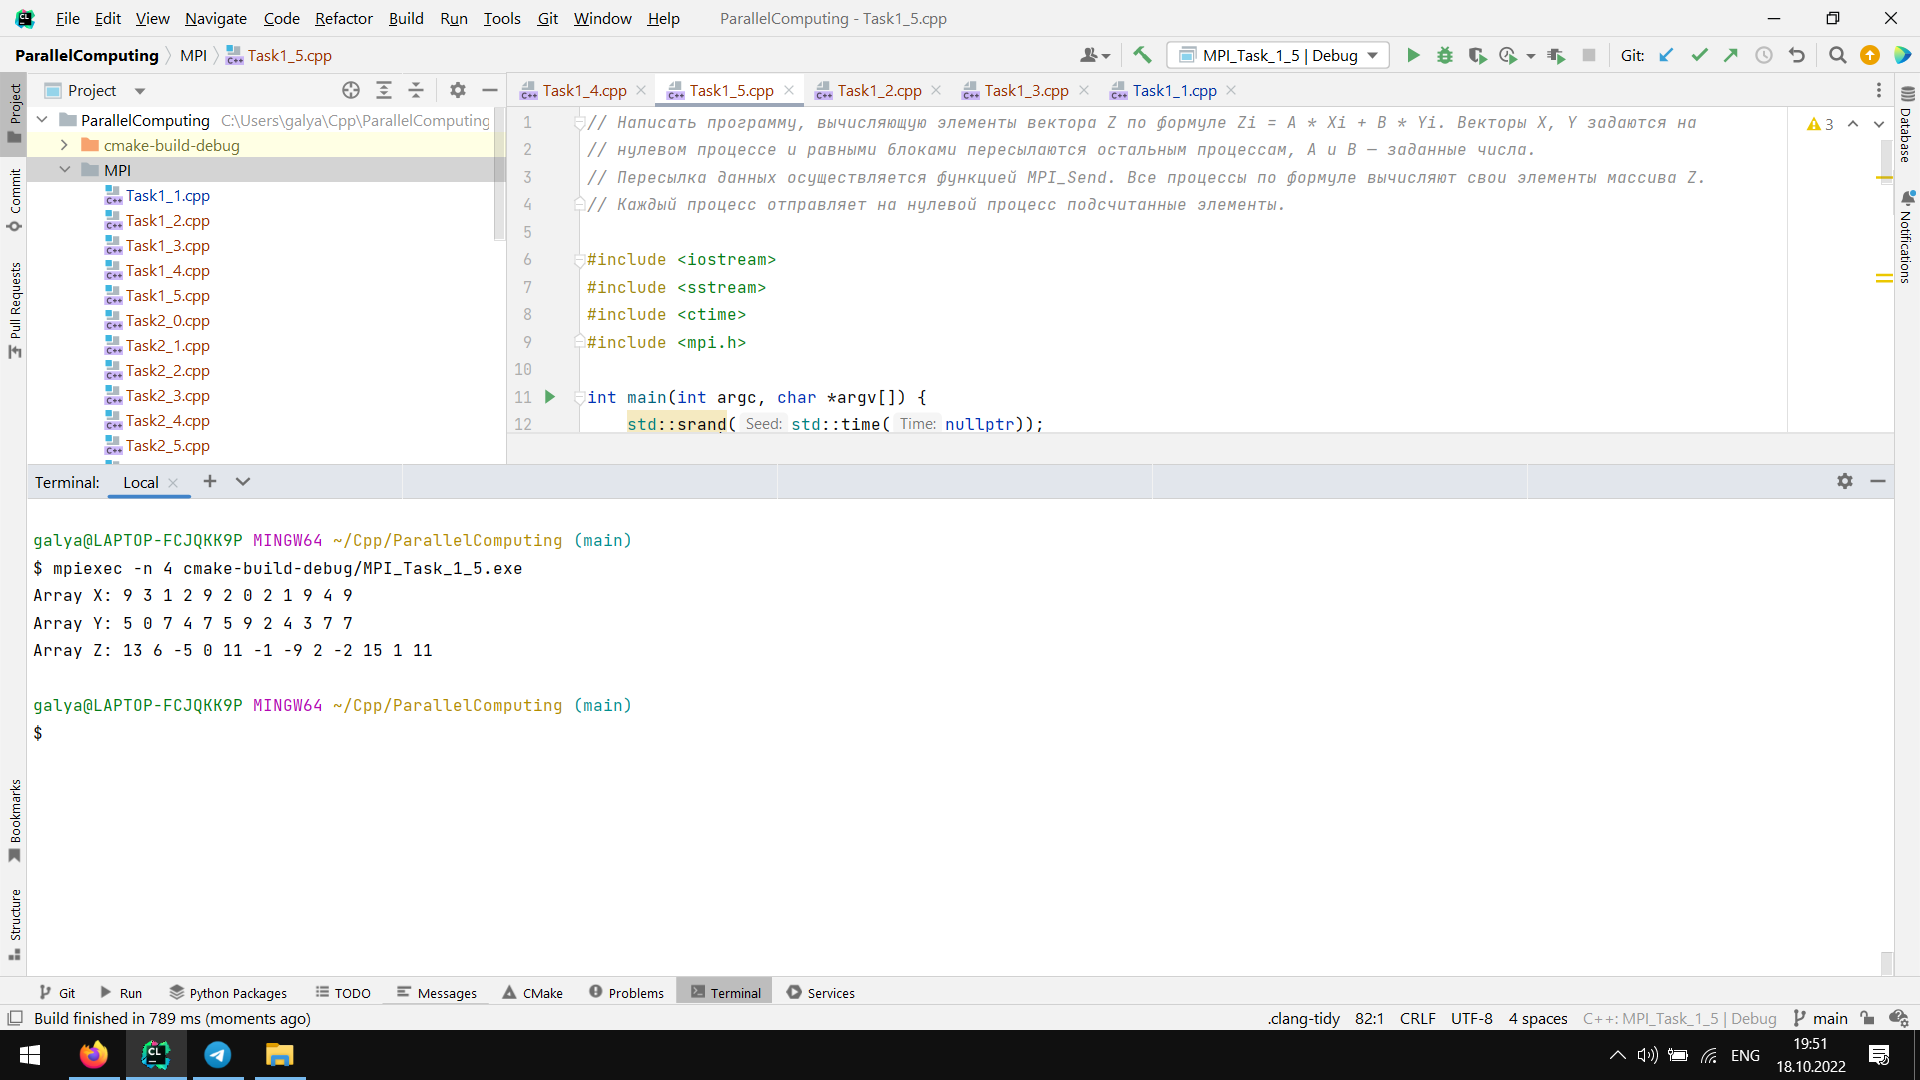 File Edit View Navigate Code Refactor Build Run Tools Git Window Help ParallelComputing - Task1_5.cpp
ParallelComputing MPI Task1_5.cpp MPI_Task_1_5 | Debug Git:
Project
Task1_4.cpp Task1_5.cpp Task1_2.cpp Task1_3.cpp Task1_1.cpp
ParallelComputing C:\Users\galya\Cpp\ParallelComputing
cmake-build-debug
MPI
Task1_1.cpp
Task1_2.cpp
Task1_3.cpp
Task1_4.cpp
Task1_5.cpp
Task2_0.cpp
Task2_1.cpp
Task2_2.cpp
Task2_3.cpp
Task2_4.cpp
Task2_5.cpp
1 // Написать программу, вычисляющую элементы вектора Z по формуле Zi = A * Xi + B * Yi. Векторы X, Y задаются на
2 // нулевом процессе и равными блоками пересылаются остальным процессам, A и B – заданные числа.
3 // Пересылка данных осуществляется функцией MPI_Send. Все процессы по формуле вычисляют свои элементы массива Z.
4 // Каждый процесс отправляет на нулевой процесс подсчитанные элементы.
5
6 #include <iostream>
7 #include <sstream>
8 #include <ctime>
9 #include <mpi.h>
10
11 int main(int argc, char *argv[]) {
12 std::srand( Seed: std::time( Time: nullptr));
3
Project
Commit
Pull Requests
Bookmarks
Structure
Database
Notifications
Terminal: Local
galya@LAPTOP-FCJQKK9P MINGW64 ~/Cpp/ParallelComputing (main)
$ mpiexec -n 4 cmake-build-debug/MPI_Task_1_5.exe
Array X: 9 3 1 2 9 2 0 2 1 9 4 9
Array Y: 5 0 7 4 7 5 9 2 4 3 7 7
Array Z: 13 6 -5 0 11 -1 -9 2 -2 15 1 11
galya@LAPTOP-FCJQKK9P MINGW64 ~/Cpp/ParallelComputing (main)
$
Git Run Python Packages TODO Messages CMake Problems Terminal Services
Build finished in 789 ms (moments ago) .clang-tidy 82:1 CRLF UTF-8 4 spaces C++: MPI_Task_1_5 | Debug main
ENG
19:51
18.10.2022